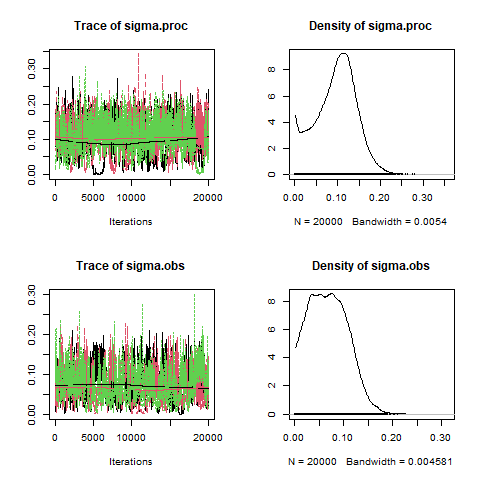 Trace of sigma.proc
0.00 0.10 0.20 0.30
0 5000 10000 20000
Iterations
Density of sigma.proc
0 2 4 6 8
0.00 0.10 0.20 0.30
N = 20000 Bandwidth = 0.0054
Trace of sigma.obs
0.00 0.10 0.20 0.30
0 5000 10000 20000
Iterations
Density of sigma.obs
0 2 4 6 8
0.00 0.10 0.20 0.30
N = 20000 Bandwidth = 0.004581